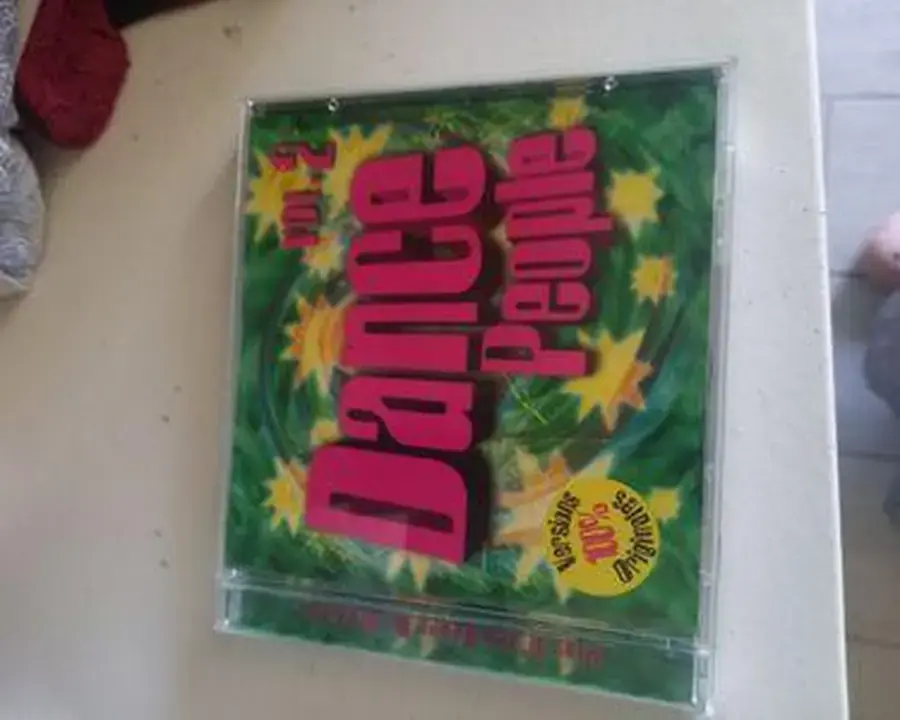 vol. 2
Dance
People
Versions
100%
Originales